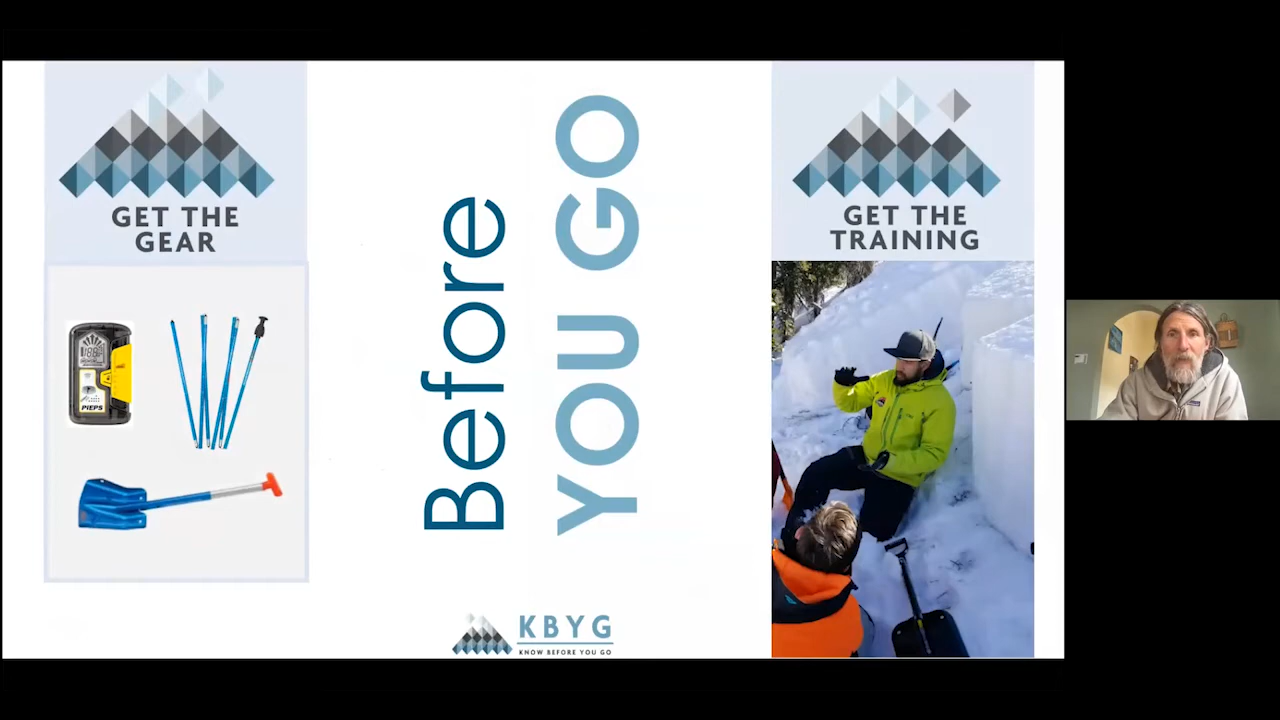 GET THE
GEAR
PIEPS
Before
YOU GO
GET THE
TRAINING
KBYG
KNOW BEFORE YOU GO